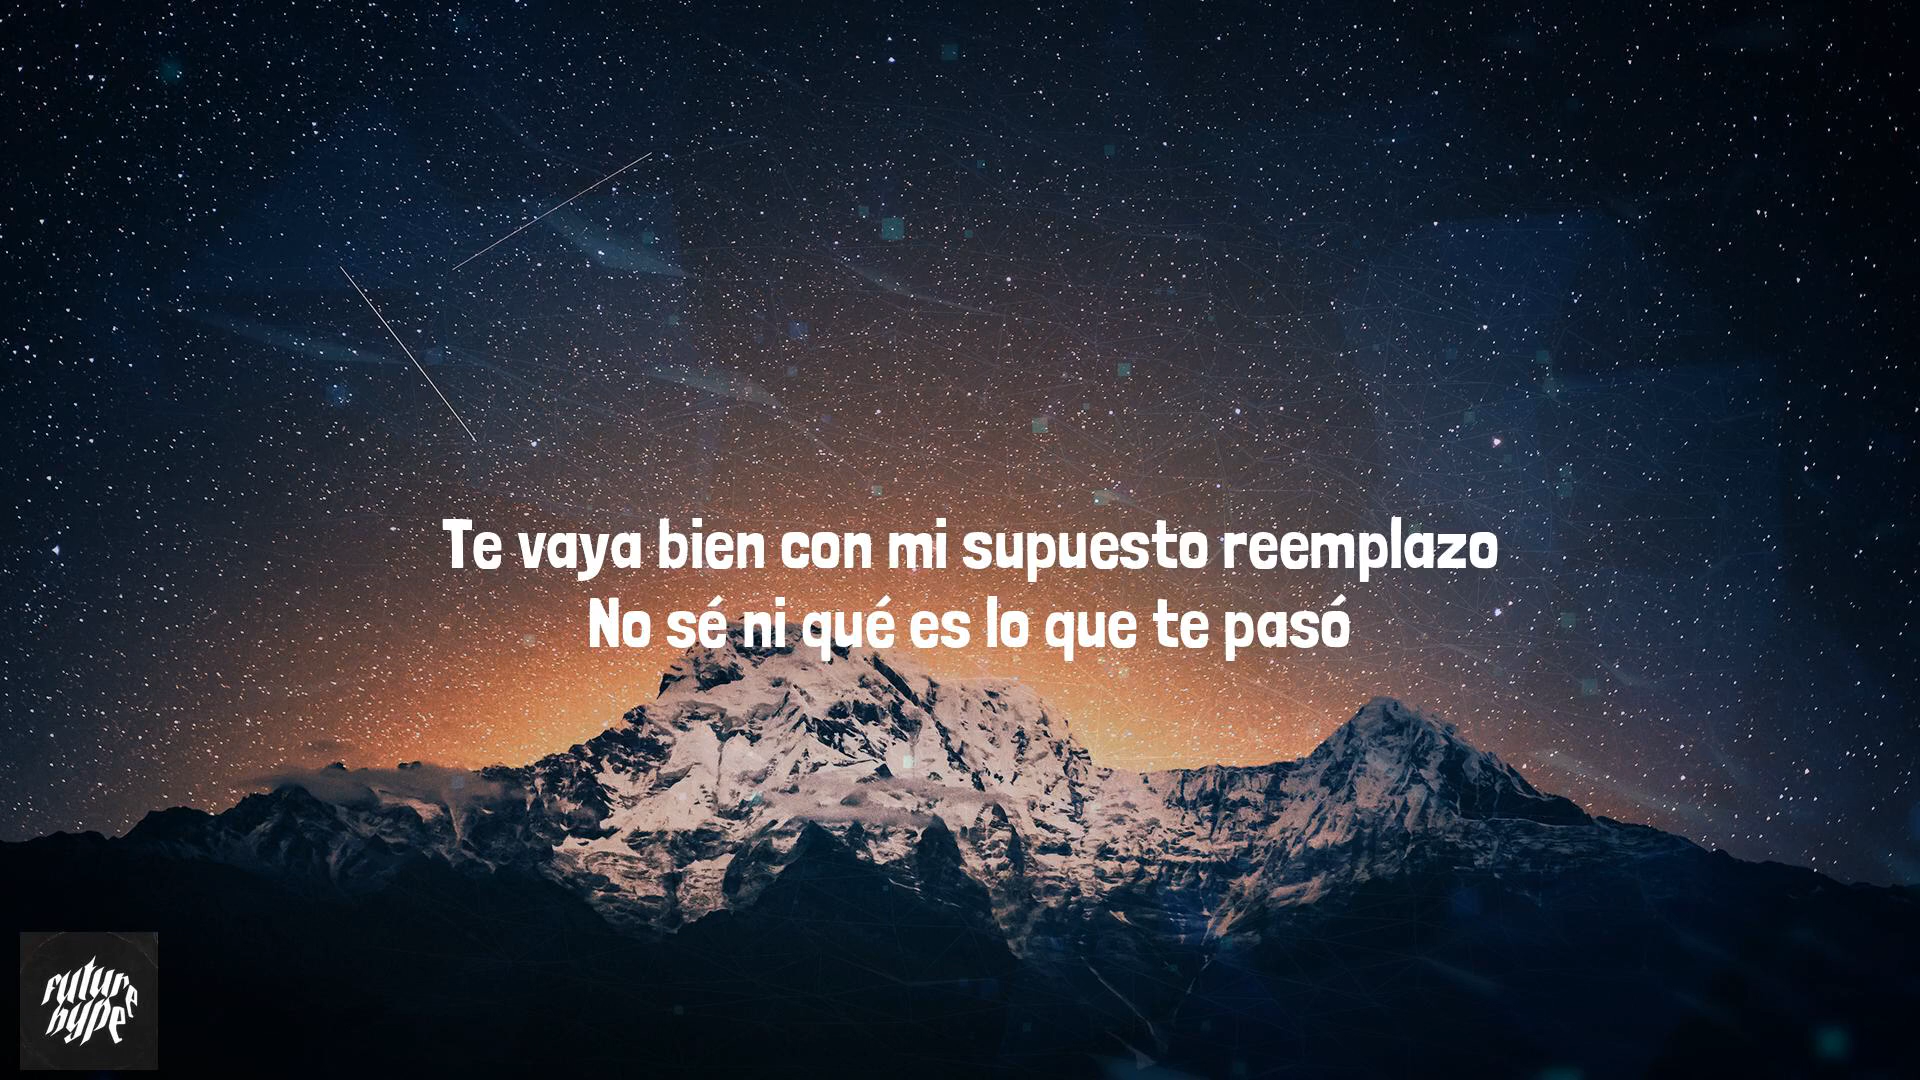 Te vaya bien con mi supuesto reemplazo
No sé ni qué es lo que te pasó
future
hype